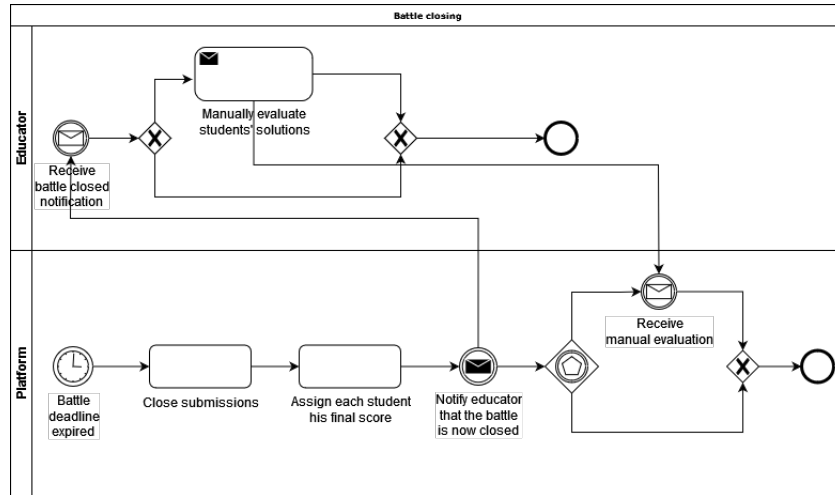 Battle closing
Educator
Manually evaluate
students' solutions
Receive
battle closed
notification
Platform
Receive
manual evaluation
Battle
deadline
expired
Close submissions
Assign each student
his final score
Notify educator
that the battle
is now closed